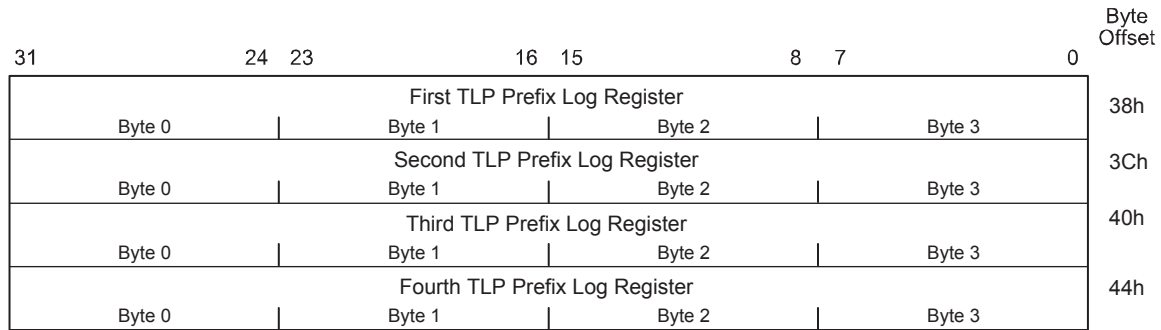 Byte
Offset
31 24 23 16 15 8 7 0
First TLP Prefix Log Register
38h
Byte 0 Byte 1 Byte 2 Byte 3
Second TLP Prefix Log Register
3Ch
Byte 0 Byte 1 Byte 2 Byte 3
Third TLP Prefix Log Register
40h
Byte 0 Byte 1 Byte 2 Byte 3
Fourth TLP Prefix Log Register
44h
Byte 0 Byte 1 Byte 2 Byte 3